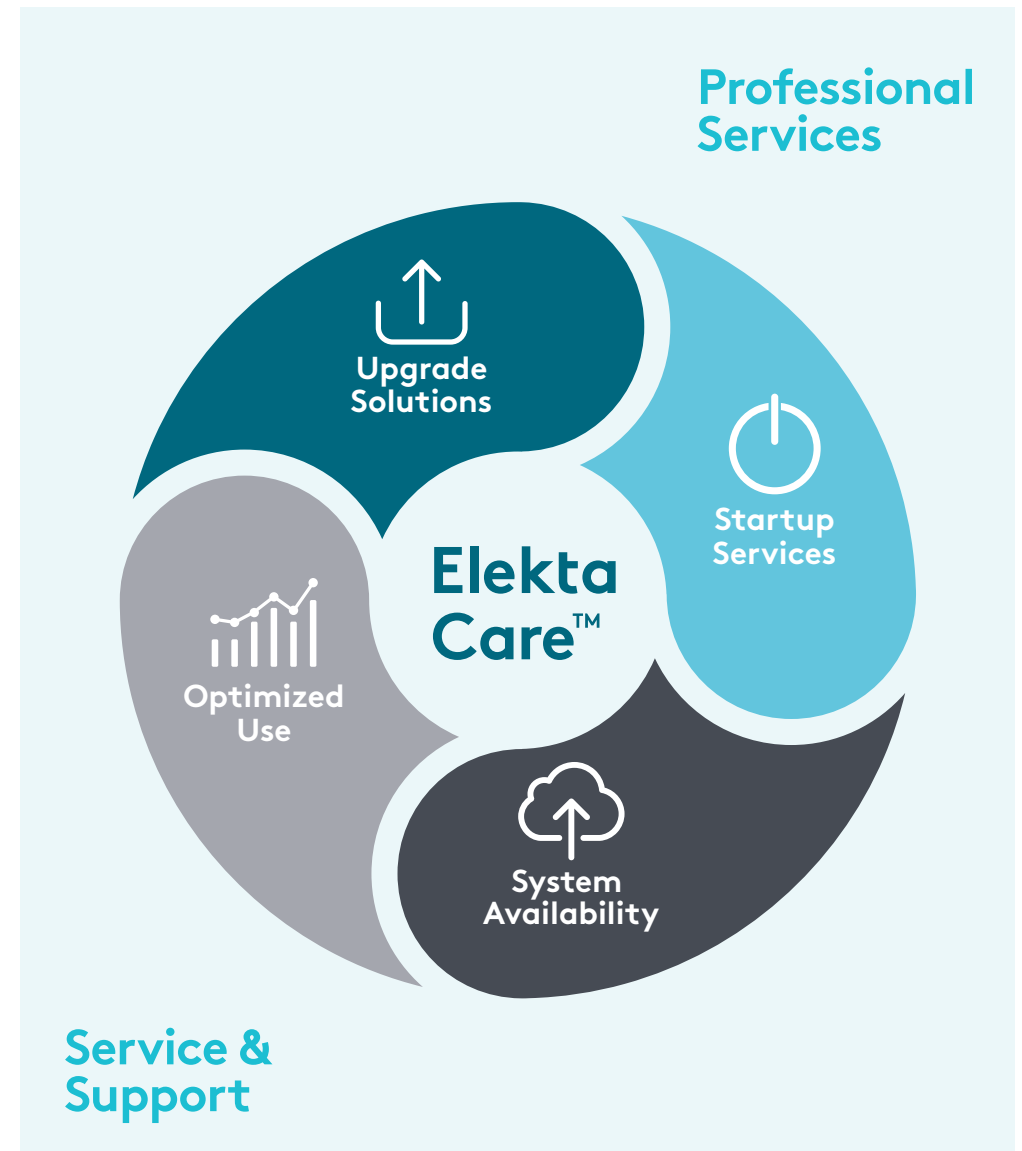 Professional
Services
Upgrade
Solutions
Startup
Services
Elekta
Care™
Optimized
Use
System
Availability
Service &
Support